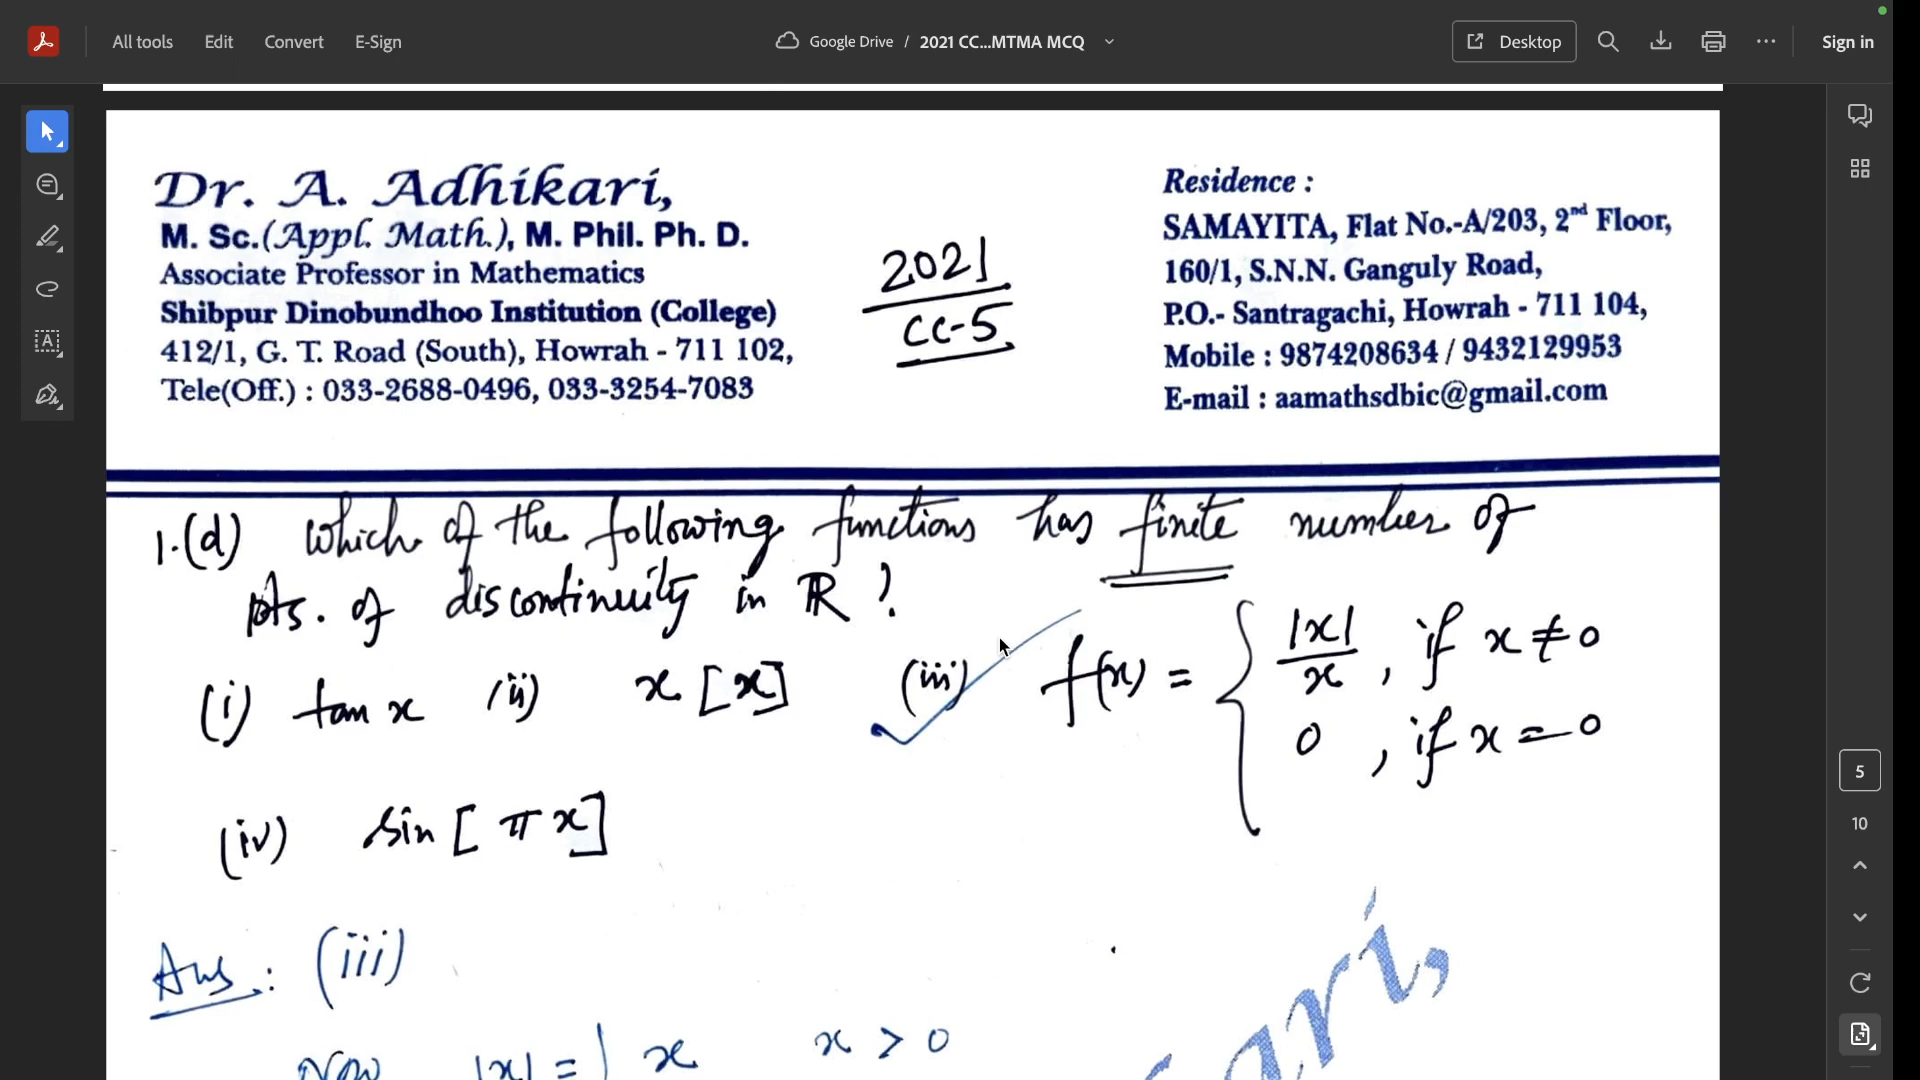 All tools Edit Convert E-Sign Google Drive / 2021 CC...MTMA MCQ Desktop Sign in
Dr. A. Adhikari,
M. Sc.(Appl. Math.), M. Phil. Ph. D.
Associate Professor in Mathematics
Shibpur Dinobundhoo Institution (College)
412/1, G. T. Road (South), Howrah - 711 102,
Tele(Off.) : 033-2688-0496, 033-3254-7083
2021
CC-5
Residence :
SAMAYITA, Flat No.-A/203, 2nd Floor,
160/1, S.N.N. Ganguly Road,
P.O.- Santragachi, Howrah - 711 104,
Mobile : 9874208634 / 9432129953
E-mail : aamathsdbic@gmail.com
1.(d) Which of the following functions has finite number of
pts. of discontinuity in ℝ ?
(i) tan x (ii) x [x] (iii) f(x) = { |x|/x , if x ≠ 0
0 , if x = 0
(iv) sin [πx]
Ans : (iii)
Now |x| = { x x > 0
ari,
5
10